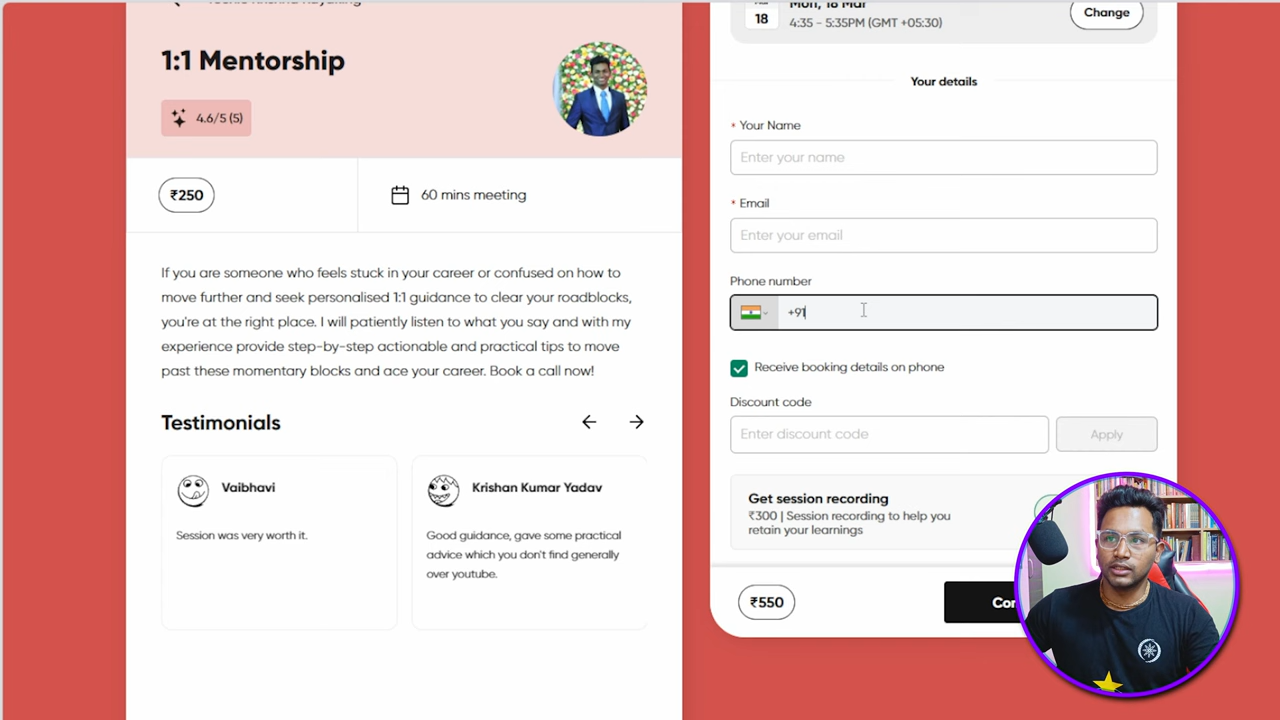 1:1 Mentorship
4.6/5 (5)
₹250
60 mins meeting
If you are someone who feels stuck in your career or confused on how to
move further and seek personalised 1:1 guidance to clear your roadblocks,
you're at the right place. I will patiently listen to what you say and with my
experience provide step-by-step actionable and practical tips to move
past these momentary blocks and ace your career. Book a call now!
Testimonials
Vaibhavi
Session was very worth it.
Krishan Kumar Yadav
Good guidance, gave some practical
advice which you don't find generally
over youtube.
18
Mon, 18 Mar
4:35 - 5:35PM (GMT +05:30)
Change
Your details
* Your Name
Enter your name
* Email
Enter your email
Phone number
+91
Receive booking details on phone
Discount code
Enter discount code
Apply
Get session recording
₹300 | Session recording to help you
retain your learnings
₹550